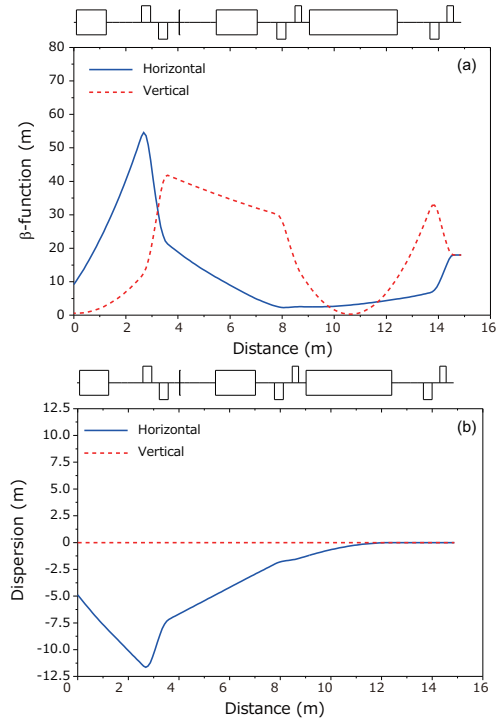 (a)
Horizontal
Vertical
β-function (m)
80
70
60
50
40
30
20
10
0
0 2 4 6 8 10 12 14 16
Distance (m)
(b)
Horizontal
Vertical
Dispersion (m)
12.5
10.0
7.5
5.0
2.5
0
-2.5
-5.0
-7.5
-10.0
-12.5
0 2 4 6 8 10 12 14 16
Distance (m)